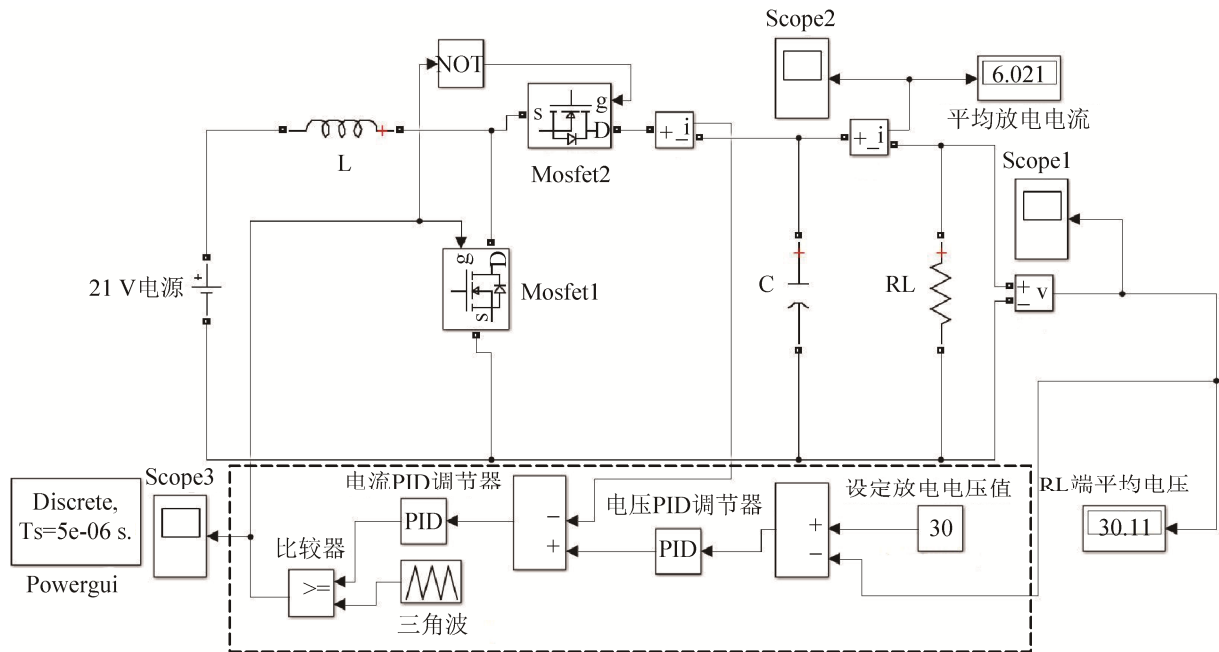 Scope2
NOT
6.021
s
g
D
+
-
i
+
-
i
平均放电电流
L
Mosfet2
Scope1
21 V电源
+
g
D
s
Mosfet1
C
RL
+
−
v
Scope3
电流PID调节器
电压PID调节器
设定放电电压值
RL端平均电压
Discrete,
Ts=5e-06 s.
PID
−
+
PID
+
−
30
30.11
比较器
>=
Powergui
三角波